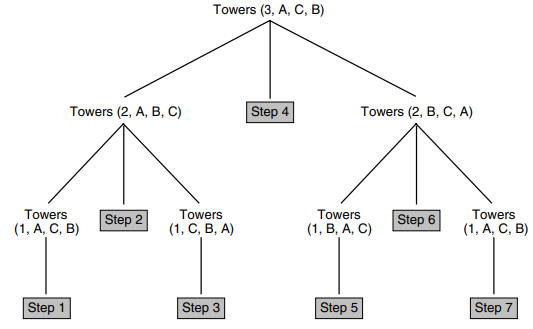 Towers (3, A, C, B)
Towers (2, A, B, C)
Step 4
Towers (2, B, C, A)
Towers
(1, A, C, B)
Step 2
Towers
(1, C, B, A)
Towers
(1, B, A, C)
Step 6
Towers
(1, A, C, B)
Step 1
Step 3
Step 5
Step 7